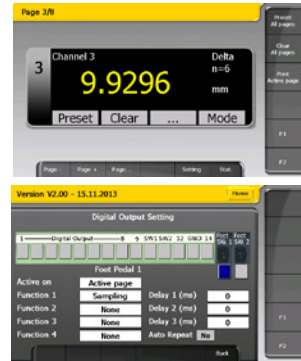 Page 3/8
Preset
All pages
Clear
All pages
Print
Active page
Channel 3
Delta
n=6
3
9.9296
mm
Preset Clear ... Mode
F1
F2
Page - Page + Page... Setting Stat.
Version V2.00 - 15.11.2013 Home
Digital Output Setting
1 Digital Output 8 9 SW1 SW2 12 GND 14
Foot SW. 1
Foot SW. 2
Foot Pedal 1
Active on Active page
Function 1 Sampling Delay 1 (ms) 0
Function 2 None Delay 2 (ms) 0
Function 3 None Delay 3 (ms) 0
Function 4 None Auto Repeat No
F1
F2
Back